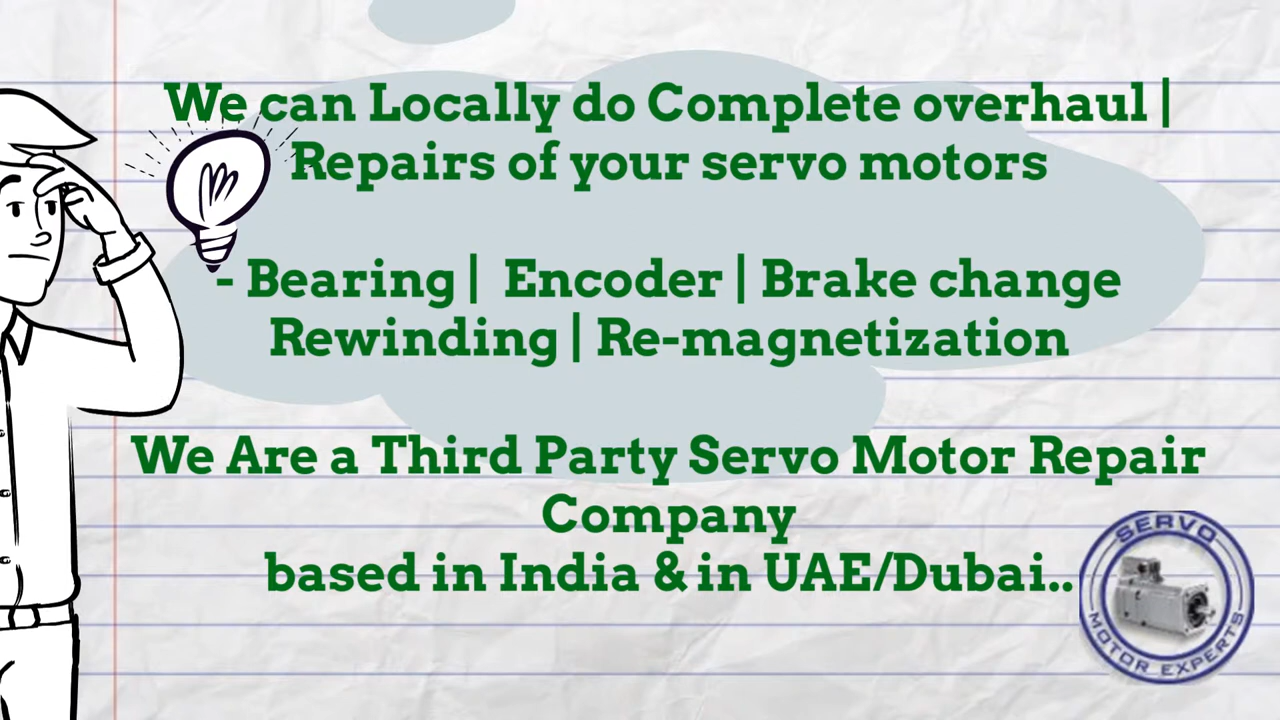 We can Locally do Complete overhaul |
Repairs of your servo motors
- Bearing |  Encoder | Brake change
Rewinding | Re-magnetization
We Are a Third Party Servo Motor Repair
Company
based in India & in UAE/Dubai..
SERVO
MOTOR EXPERTS